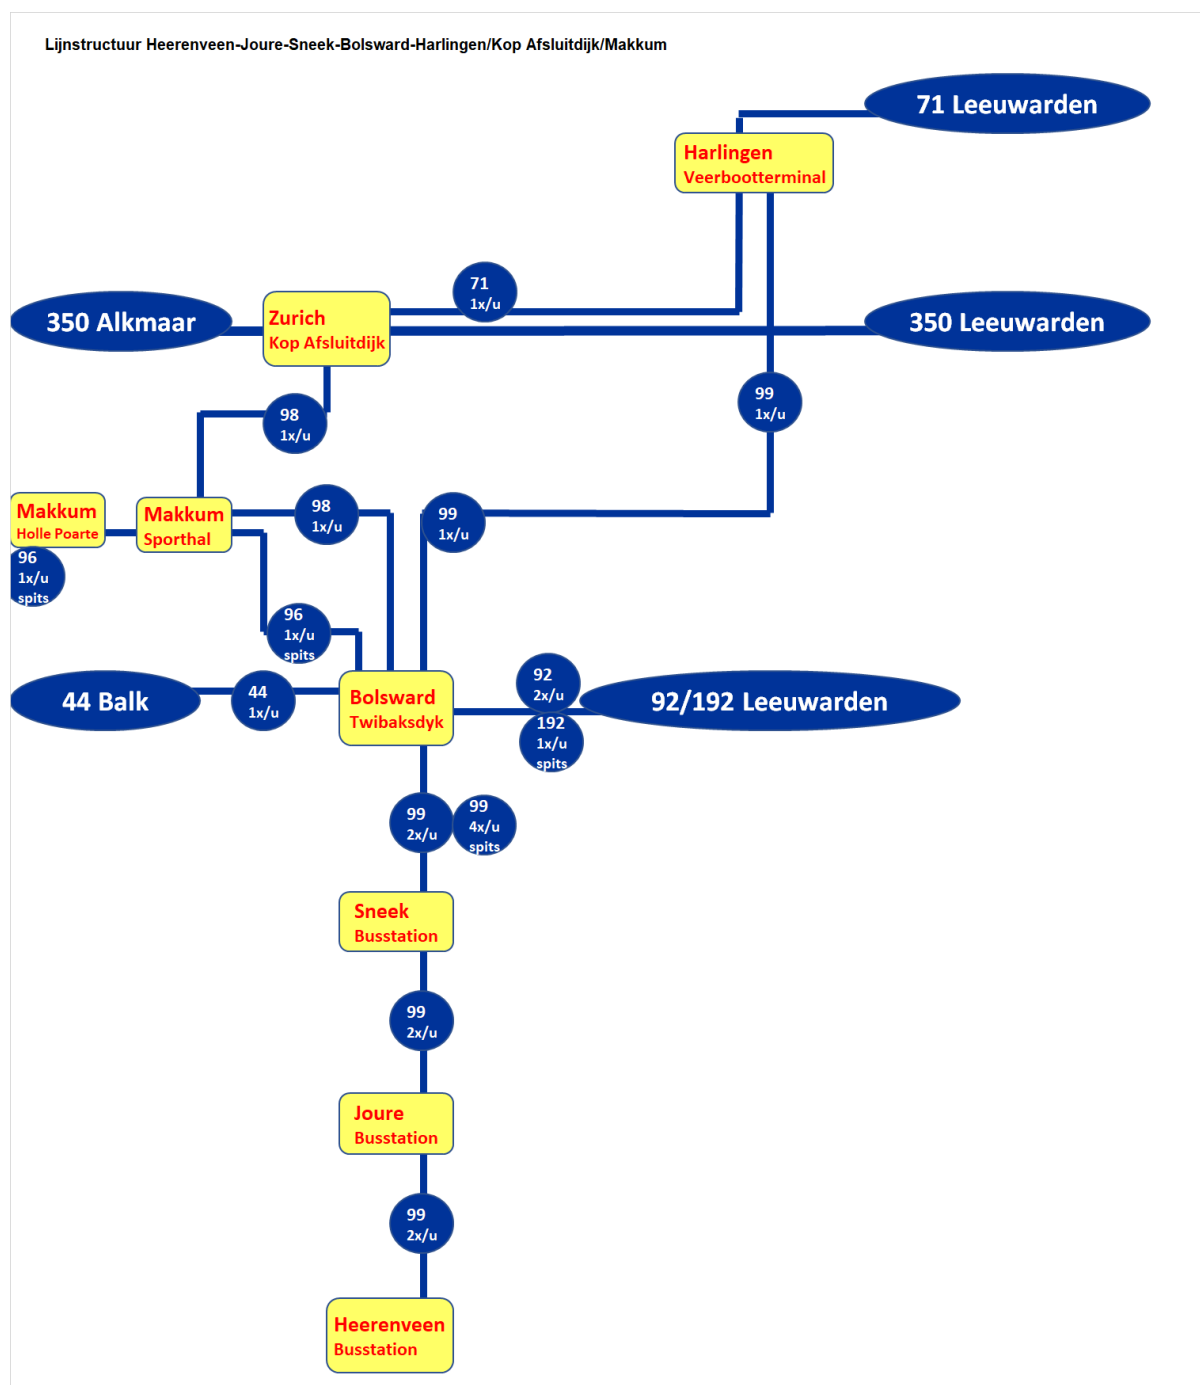 Lijnstructuur Heerenveen-Joure-Sneek-Bolsward-Harlingen/Kop Afsluitdijk/Makkum
71 Leeuwarden
Harlingen
Veerbootterminal
71
1x/u
350 Alkmaar
Zurich
Kop Afsluitdijk
350 Leeuwarden
99
1x/u
98
1x/u
Makkum
Holle Poarte
Makkum
Sporthal
98
1x/u
99
1x/u
96
1x/u
spits
96
1x/u
spits
44 Balk
44
1x/u
Bolsward
Twibaksdyk
92
2x/u
192
1x/u
spits
92/192 Leeuwarden
99
2x/u
99
4x/u
spits
Sneek
Busstation
99
2x/u
Joure
Busstation
99
2x/u
Heerenveen
Busstation